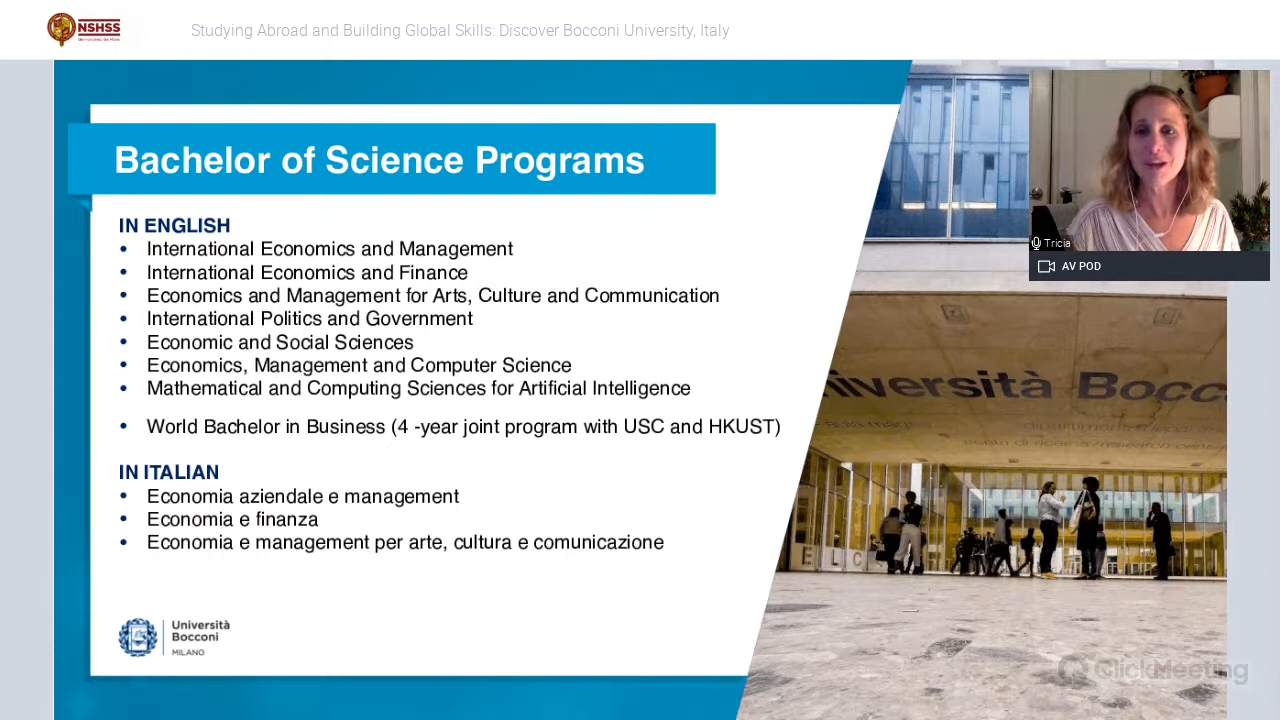 NSHSS
Studying Abroad and Building Global Skills: Discover Bocconi University, Italy
Bachelor of Science Programs
IN ENGLISH
• International Economics and Management
• International Economics and Finance
• Economics and Management for Arts, Culture and Communication
• International Politics and Government
• Economic and Social Sciences
• Economics, Management and Computer Science
• Mathematical and Computing Sciences for Artificial Intelligence
• World Bachelor in Business (4 -year joint program with USC and HKUST)
IN ITALIAN
• Economia aziendale e management
• Economia e finanza
• Economia e management per arte, cultura e comunicazione
Università
Bocconi
MILANO
Tricia
AV POD
niversità Bocco
ClickMeeting